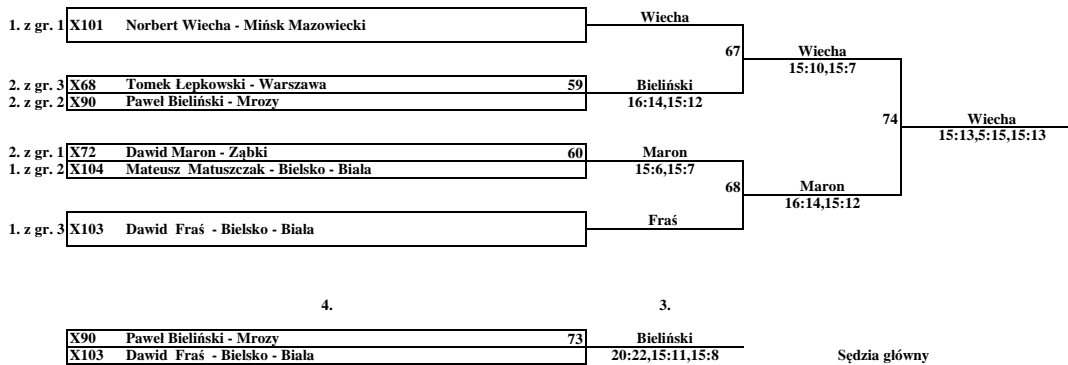 1. z gr. 1 X101 Norbert Wiecha - Mińsk Mazowiecki
Wiecha
67 Wiecha
15:10,15:7
2. z gr. 3 X68 Tomek Łepkowski - Warszawa 59
2. z gr. 2 X90 Paweł Bieliński - Mrozy
Bieliński
16:14,15:12
74 Wiecha
15:13,5:15,15:13
2. z gr. 1 X72 Dawid Maron - Ząbki 60
1. z gr. 2 X104 Mateusz Matuszczak - Bielsko - Biała
Maron
15:6,15:7
68 Maron
16:14,15:12
1. z gr. 3 X103 Dawid Fraś - Bielsko - Biala
Fraś
4. 3.
X90 Paweł Bieliński - Mrozy 73 Bieliński
X103 Dawid Fraś - Bielsko - Biala 20:22,15:11,15:8 Sędzia główny